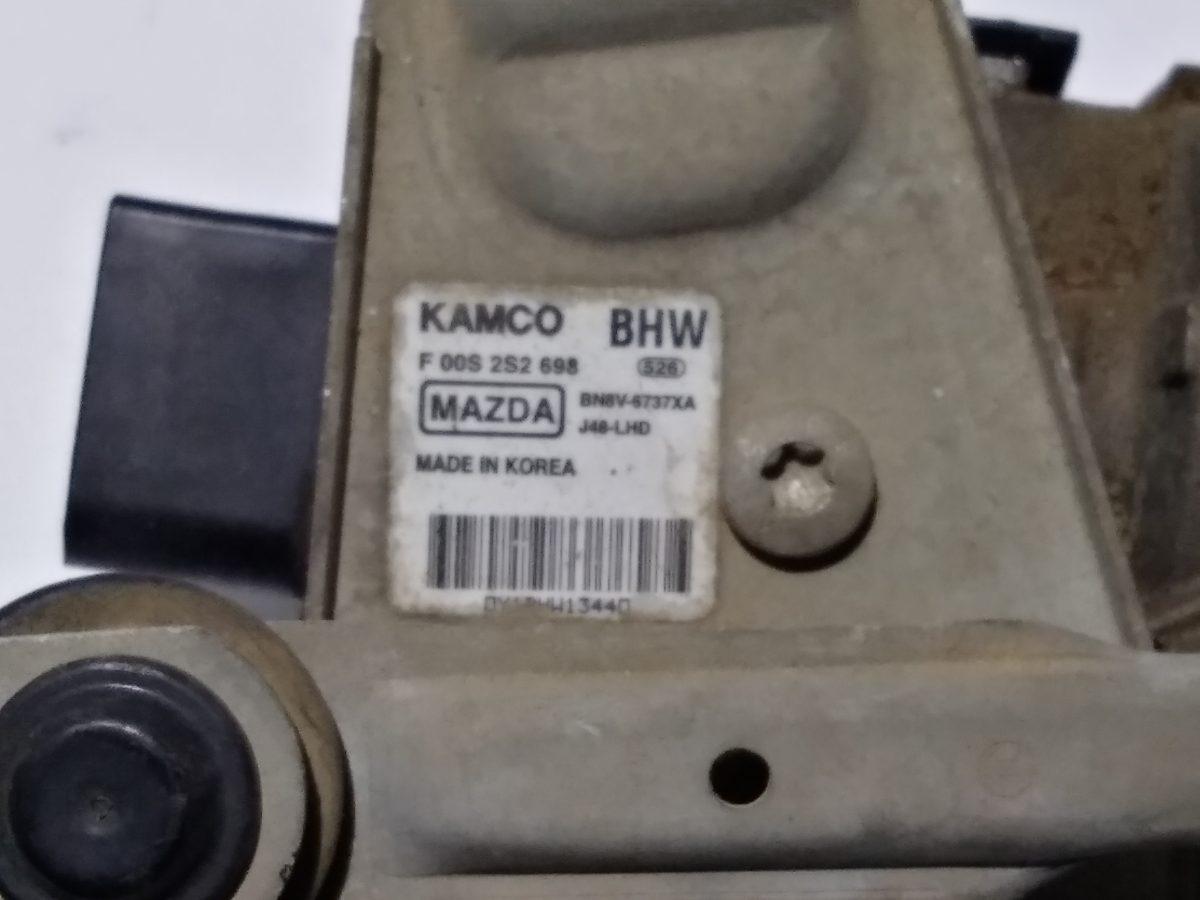 KAMCO BHW
F 00S 2S2 698 S26
MAZDA BN8V-6737XA
J48-LHD
MADE IN KOREA